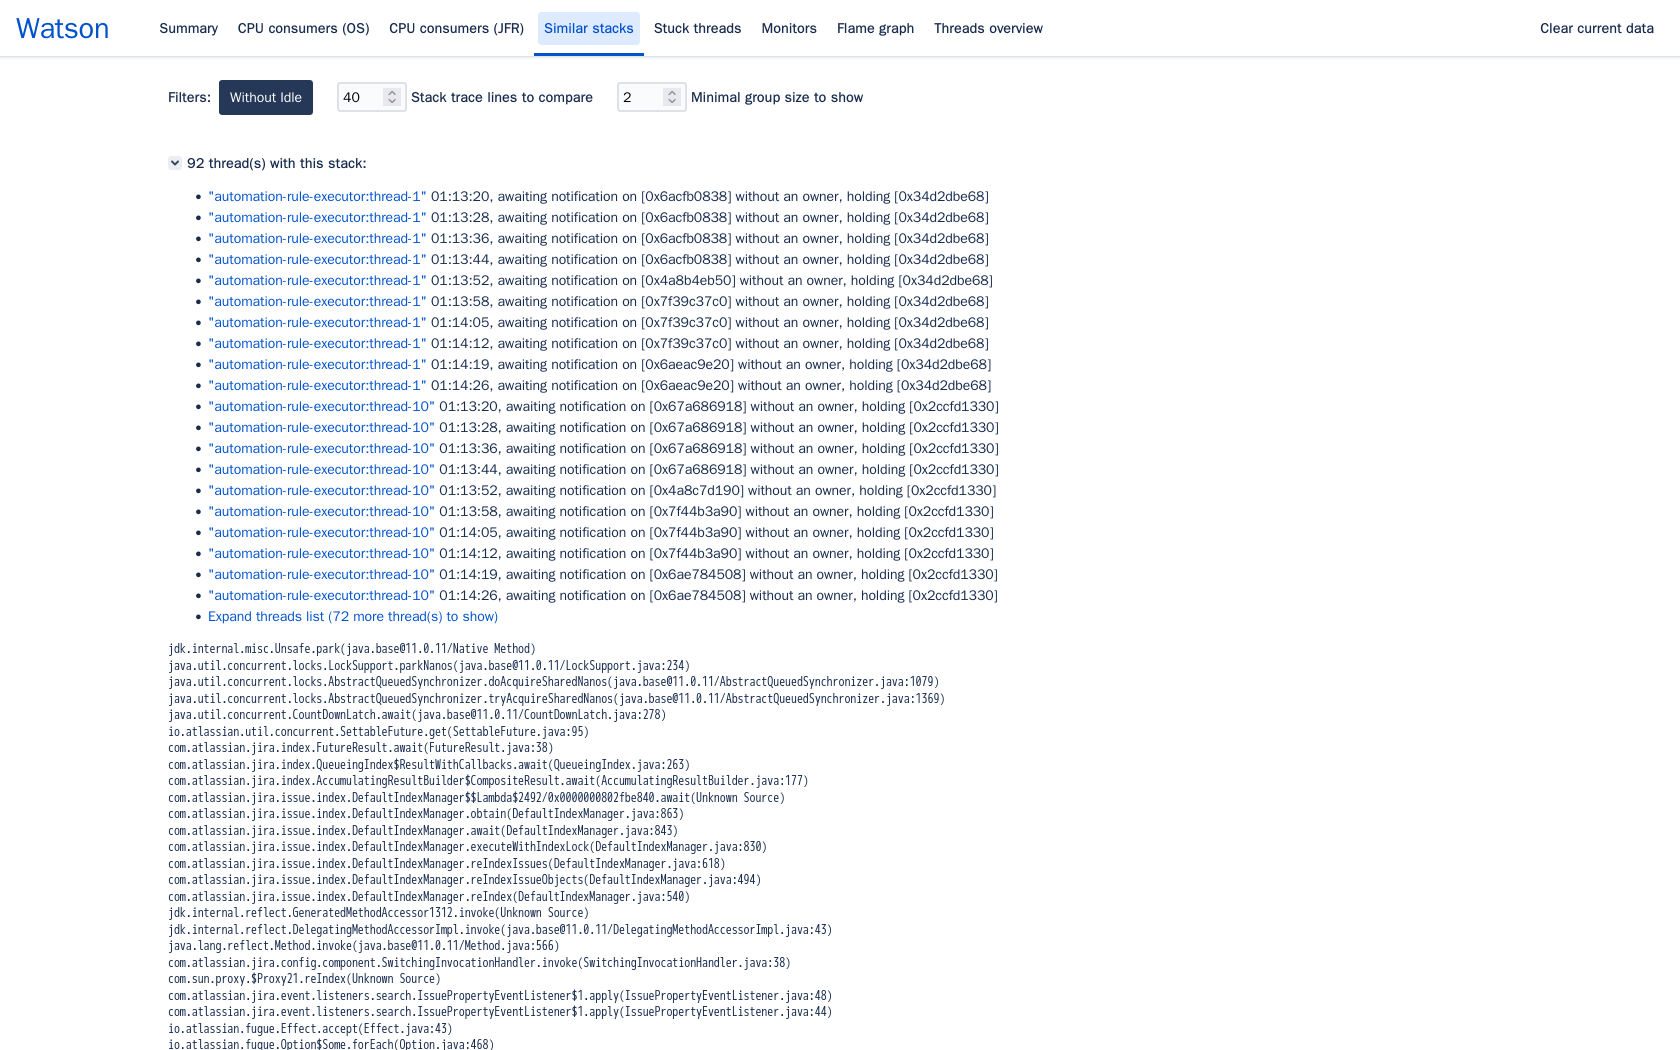 Watson
Summary CPU consumers (OS) CPU consumers (JFR) Similar stacks Stuck threads Monitors Flame graph Threads overview Clear current data
Filters: Without Idle 40 Stack trace lines to compare 2 Minimal group size to show
92 thread(s) with this stack:
• "automation-rule-executor:thread-1" 01:13:20, awaiting notification on [0x6acfb0838] without an owner, holding [0x34d2dbe68]
• "automation-rule-executor:thread-1" 01:13:28, awaiting notification on [0x6acfb0838] without an owner, holding [0x34d2dbe68]
• "automation-rule-executor:thread-1" 01:13:36, awaiting notification on [0x6acfb0838] without an owner, holding [0x34d2dbe68]
• "automation-rule-executor:thread-1" 01:13:44, awaiting notification on [0x6acfb0838] without an owner, holding [0x34d2dbe68]
• "automation-rule-executor:thread-1" 01:13:52, awaiting notification on [0x4a8b4eb50] without an owner, holding [0x34d2dbe68]
• "automation-rule-executor:thread-1" 01:13:58, awaiting notification on [0x7f39c37c0] without an owner, holding [0x34d2dbe68]
• "automation-rule-executor:thread-1" 01:14:05, awaiting notification on [0x7f39c37c0] without an owner, holding [0x34d2dbe68]
• "automation-rule-executor:thread-1" 01:14:12, awaiting notification on [0x7f39c37c0] without an owner, holding [0x34d2dbe68]
• "automation-rule-executor:thread-1" 01:14:19, awaiting notification on [0x6aeac9e20] without an owner, holding [0x34d2dbe68]
• "automation-rule-executor:thread-1" 01:14:26, awaiting notification on [0x6aeac9e20] without an owner, holding [0x34d2dbe68]
• "automation-rule-executor:thread-10" 01:13:20, awaiting notification on [0x67a686918] without an owner, holding [0x2ccfd1330]
• "automation-rule-executor:thread-10" 01:13:28, awaiting notification on [0x67a686918] without an owner, holding [0x2ccfd1330]
• "automation-rule-executor:thread-10" 01:13:36, awaiting notification on [0x67a686918] without an owner, holding [0x2ccfd1330]
• "automation-rule-executor:thread-10" 01:13:44, awaiting notification on [0x67a686918] without an owner, holding [0x2ccfd1330]
• "automation-rule-executor:thread-10" 01:13:52, awaiting notification on [0x4a8c7d190] without an owner, holding [0x2ccfd1330]
• "automation-rule-executor:thread-10" 01:13:58, awaiting notification on [0x7f44b3a90] without an owner, holding [0x2ccfd1330]
• "automation-rule-executor:thread-10" 01:14:05, awaiting notification on [0x7f44b3a90] without an owner, holding [0x2ccfd1330]
• "automation-rule-executor:thread-10" 01:14:12, awaiting notification on [0x7f44b3a90] without an owner, holding [0x2ccfd1330]
• "automation-rule-executor:thread-10" 01:14:19, awaiting notification on [0x6ae784508] without an owner, holding [0x2ccfd1330]
• "automation-rule-executor:thread-10" 01:14:26, awaiting notification on [0x6ae784508] without an owner, holding [0x2ccfd1330]
• Expand threads list (72 more thread(s) to show)
jdk.internal.misc.Unsafe.park(java.base@11.0.11/Native Method)
java.util.concurrent.locks.LockSupport.parkNanos(java.base@11.0.11/LockSupport.java:234)
java.util.concurrent.locks.AbstractQueuedSynchronizer.doAcquireSharedNanos(java.base@11.0.11/AbstractQueuedSynchronizer.java:1079)
java.util.concurrent.locks.AbstractQueuedSynchronizer.tryAcquireSharedNanos(java.base@11.0.11/AbstractQueuedSynchronizer.java:1369)
java.util.concurrent.CountDownLatch.await(java.base@11.0.11/CountDownLatch.java:278)
io.atlassian.util.concurrent.SettableFuture.get(SettableFuture.java:95)
com.atlassian.jira.index.FutureResult.await(FutureResult.java:38)
com.atlassian.jira.index.QueueingIndex$ResultWithCallbacks.await(QueueingIndex.java:263)
com.atlassian.jira.index.AccumulatingResultBuilder$CompositeResult.await(AccumulatingResultBuilder.java:177)
com.atlassian.jira.issue.index.DefaultIndexManager$$Lambda$2492/0x0000000802fbe840.await(Unknown Source)
com.atlassian.jira.issue.index.DefaultIndexManager.obtain(DefaultIndexManager.java:863)
com.atlassian.jira.issue.index.DefaultIndexManager.await(DefaultIndexManager.java:843)
com.atlassian.jira.issue.index.DefaultIndexManager.executeWithIndexLock(DefaultIndexManager.java:830)
com.atlassian.jira.issue.index.DefaultIndexManager.reIndexIssues(DefaultIndexManager.java:618)
com.atlassian.jira.issue.index.DefaultIndexManager.reIndexIssueObjects(DefaultIndexManager.java:494)
com.atlassian.jira.issue.index.DefaultIndexManager.reIndex(DefaultIndexManager.java:540)
jdk.internal.reflect.GeneratedMethodAccessor1312.invoke(Unknown Source)
jdk.internal.reflect.DelegatingMethodAccessorImpl.invoke(java.base@11.0.11/DelegatingMethodAccessorImpl.java:43)
java.lang.reflect.Method.invoke(java.base@11.0.11/Method.java:566)
com.atlassian.jira.config.component.SwitchingInvocationHandler.invoke(SwitchingInvocationHandler.java:38)
com.sun.proxy.$Proxy21.reIndex(Unknown Source)
com.atlassian.jira.event.listeners.search.IssuePropertyEventListener$1.apply(IssuePropertyEventListener.java:48)
com.atlassian.jira.event.listeners.search.IssuePropertyEventListener$1.apply(IssuePropertyEventListener.java:44)
io.atlassian.fugue.Effect.accept(Effect.java:43)
io.atlassian.fugue.Option$Some.forEach(Option.java:468)